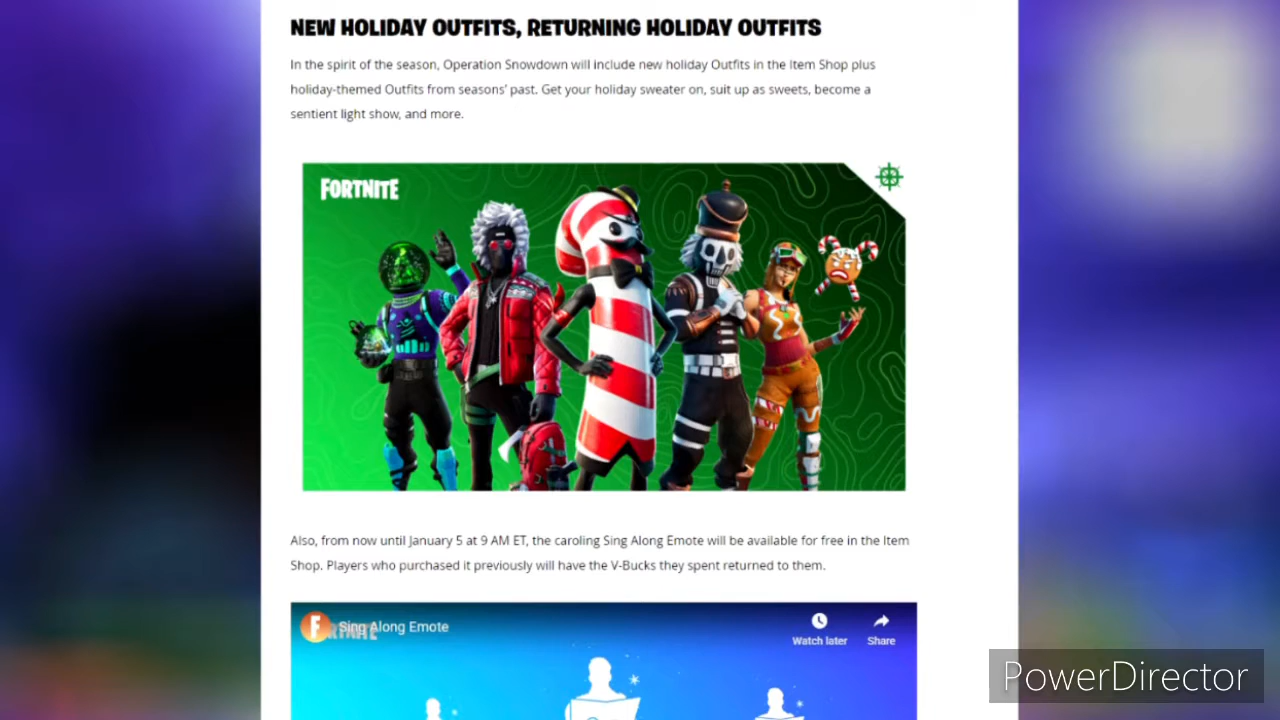 NEW HOLIDAY OUTFITS, RETURNING HOLIDAY OUTFITS
In the spirit of the season, Operation Snowdown will include new holiday Outfits in the Item Shop plus
holiday-themed Outfits from seasons' past. Get your holiday sweater on, suit up as sweets, become a
sentient light show, and more.
FORTNITE
Also, from now until January 5 at 9 AM ET, the caroling Sing Along Emote will be available for free in the Item
Shop. Players who purchased it previously will have the V-Bucks they spent returned to them.
F
FORTNITE
Sing Along Emote
Watch later
Share
PowerDirector